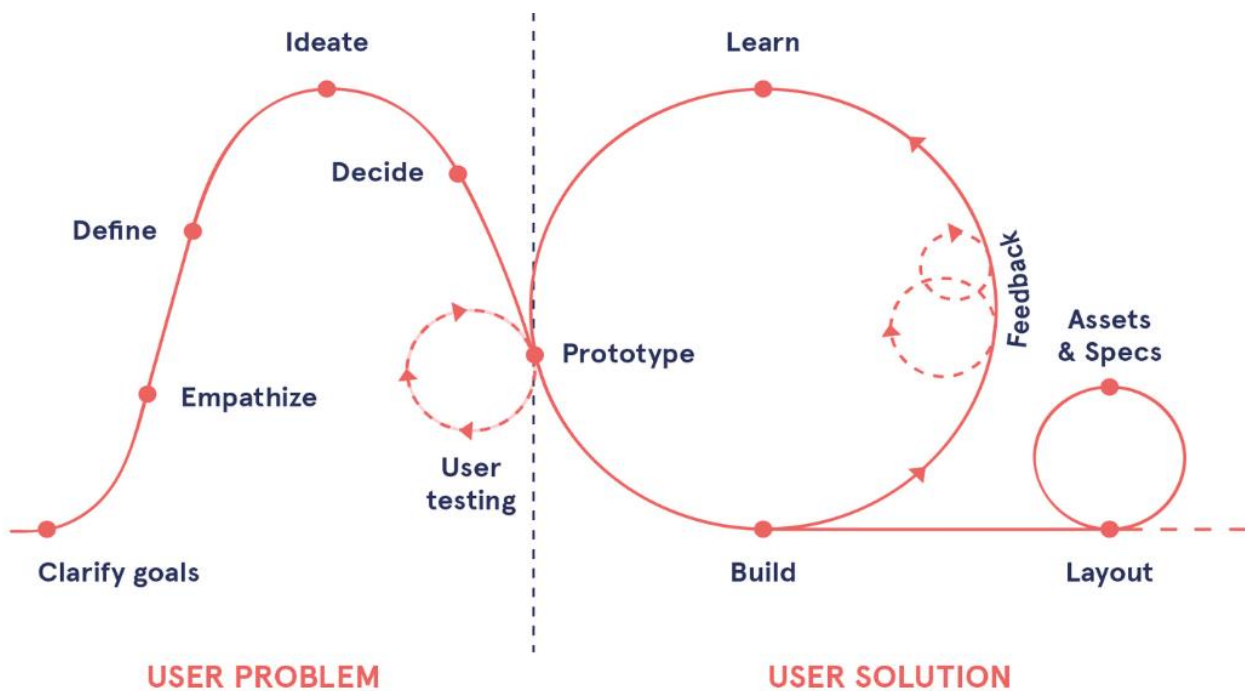 Ideate
Learn
Decide
Define
Feedback
Assets
& Specs
Prototype
Empathize
User
testing
Clarify goals
Build
Layout
USER PROBLEM
USER SOLUTION